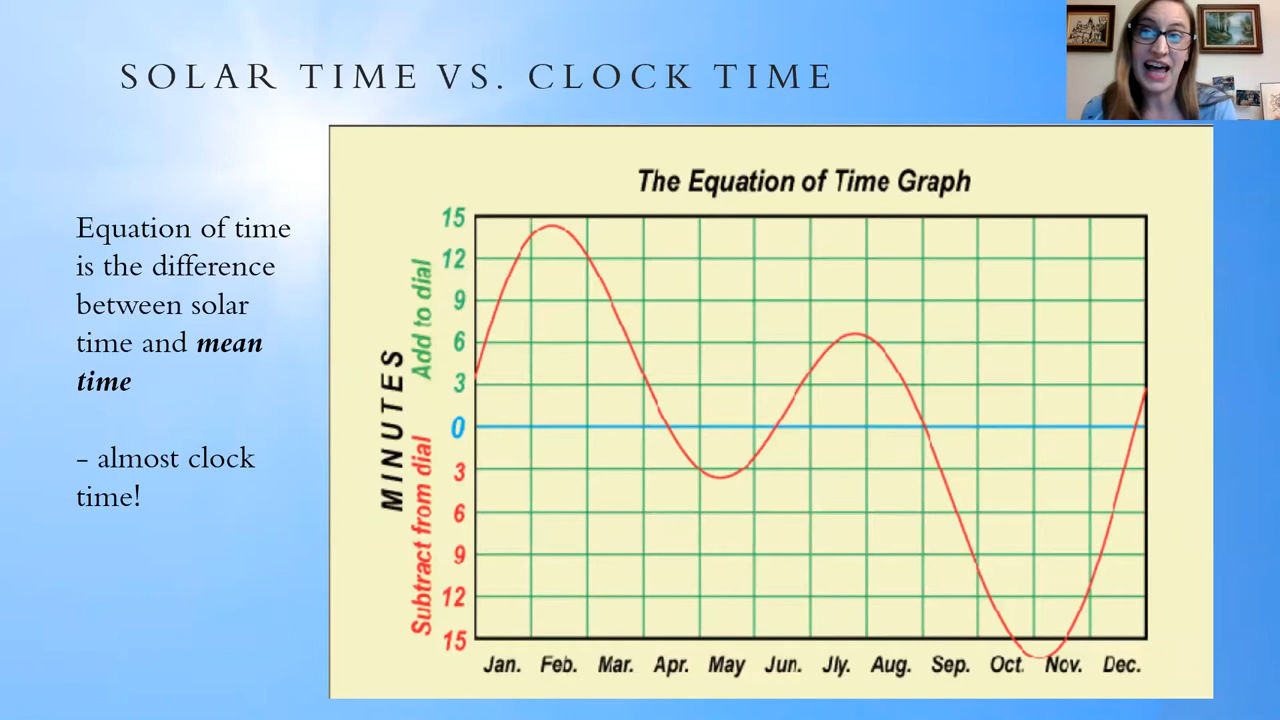 SOLAR TIME VS. CLOCK TIME
Equation of time
is the difference
between solar
time and mean
time
- almost clock
time!
The Equation of Time Graph
MINUTES
Add to dial
Subtract from dial
15
12
9
6
3
0
3
6
9
12
15
Jan. Feb. Mar. Apr. May Jun. Jly. Aug. Sep. Oct. Nov. Dec.